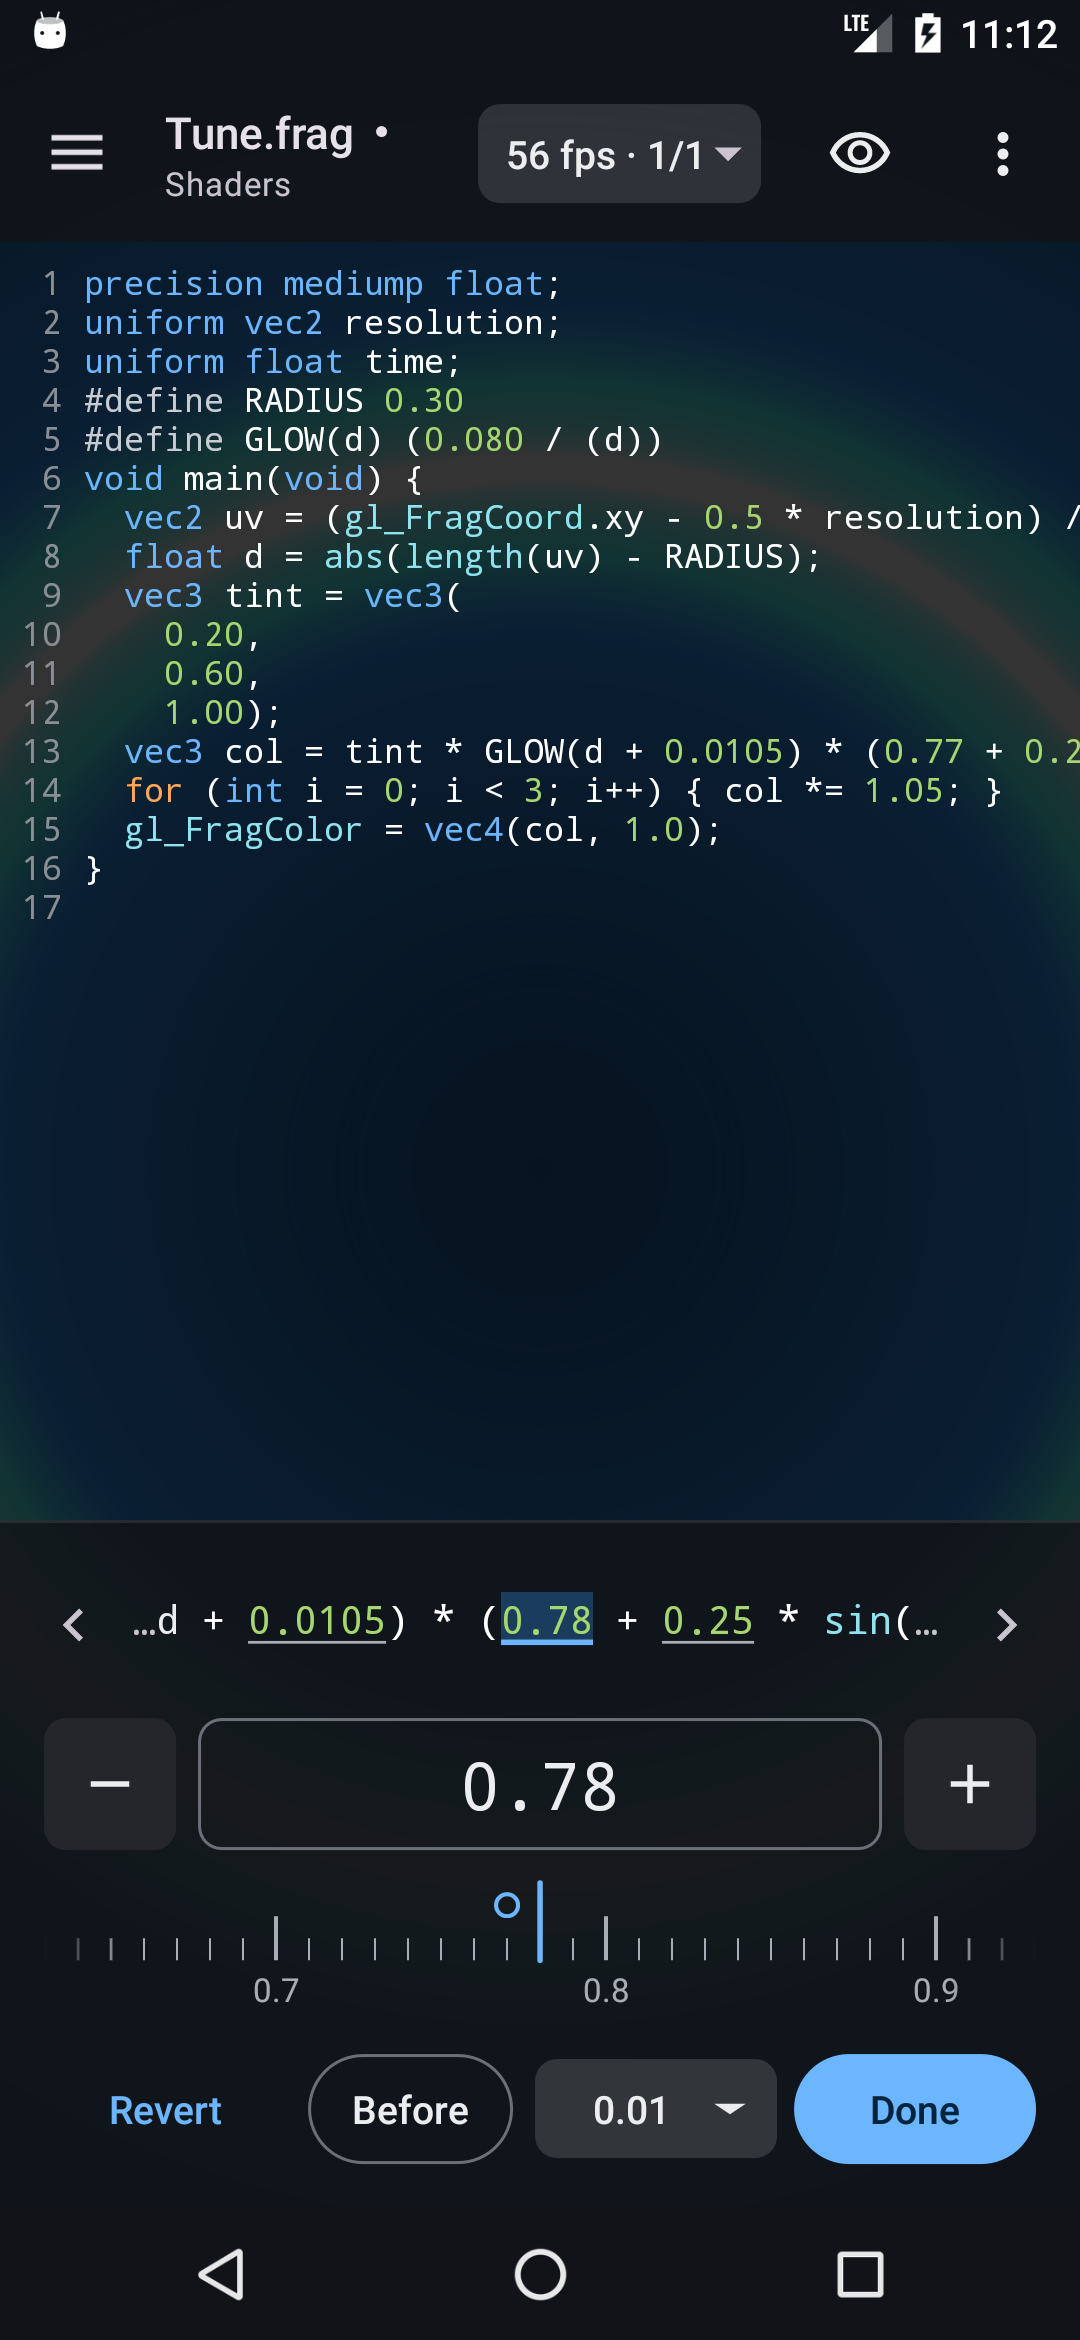 LTE 11:12
Tune.frag •
Shaders
56 fps · 1/1
1 precision mediump float;
2 uniform vec2 resolution;
3 uniform float time;
4 #define RADIUS 0.30
5 #define GLOW(d) (0.080 / (d))
6 void main(void) {
7 vec2 uv = (gl_FragCoord.xy - 0.5 * resolution) /
8 float d = abs(length(uv) - RADIUS);
9 vec3 tint = vec3(
10 0.20,
11 0.60,
12 1.00);
13 vec3 col = tint * GLOW(d + 0.0105) * (0.77 + 0.2
14 for (int i = 0; i < 3; i++) { col *= 1.05; }
15 gl_FragColor = vec4(col, 1.0);
16 }
17
…d + 0.0105) * (0.78 + 0.25 * sin(…
0.78
0.7 0.8 0.9
Revert Before 0.01 Done